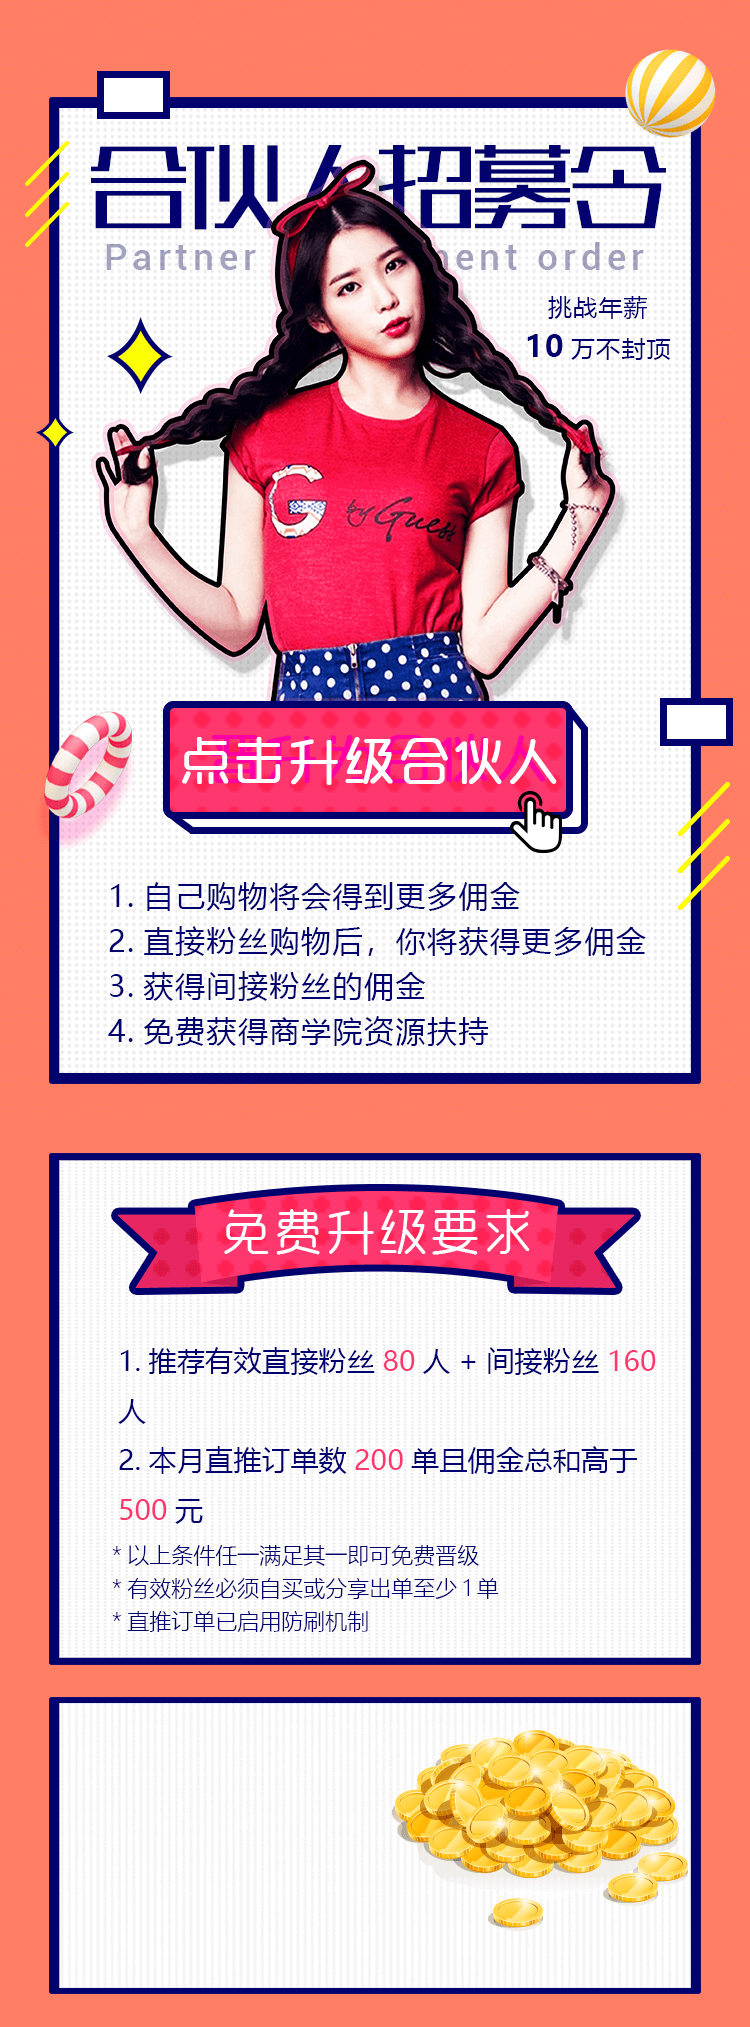 合伙人招募令
Partner ment order
挑战年薪
10 万不封顶
G by Guess
点击升级合伙人
1. 自己购物将会得到更多佣金
2. 直接粉丝购物后，你将获得更多佣金
3. 获得间接粉丝的佣金
4. 免费获得商学院资源扶持
免费升级要求
1. 推荐有效直接粉丝 80 人 + 间接粉丝 160
人
2. 本月直推订单数 200 单且佣金总和高于
500 元
* 以上条件任一满足其一即可免费晋级
* 有效粉丝必须自买或分享出单至少 1 单
* 直推订单已启用防刷机制